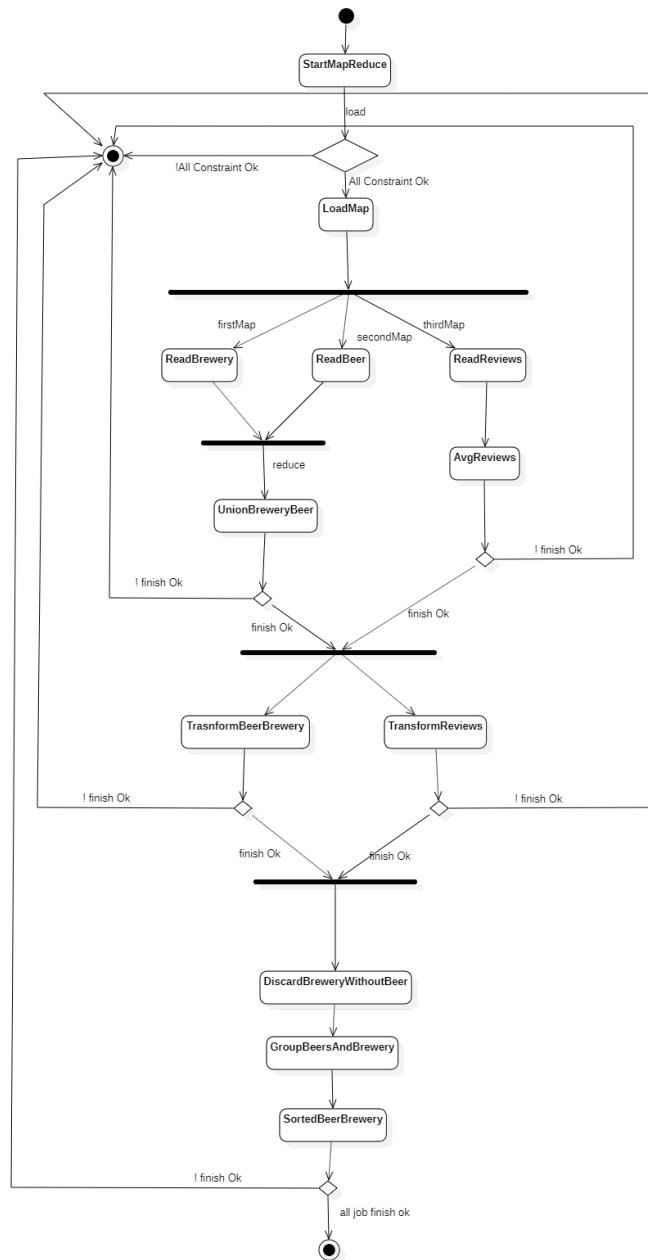 StartMapReduce
load
!All Constraint Ok
All Constraint Ok
LoadMap
firstMap
secondMap
thirdMap
ReadBrewery
ReadBeer
ReadReviews
AvgReviews
reduce
UnionBreweryBeer
! finish Ok
! finish Ok
finish Ok
finish Ok
TrasnformBeerBrewery
TransformReviews
! finish Ok
! finish Ok
finish Ok
finish Ok
DiscardBreweryWithoutBeer
GroupBeersAndBrewery
SortedBeerBrewery
! finish Ok
all job finish ok